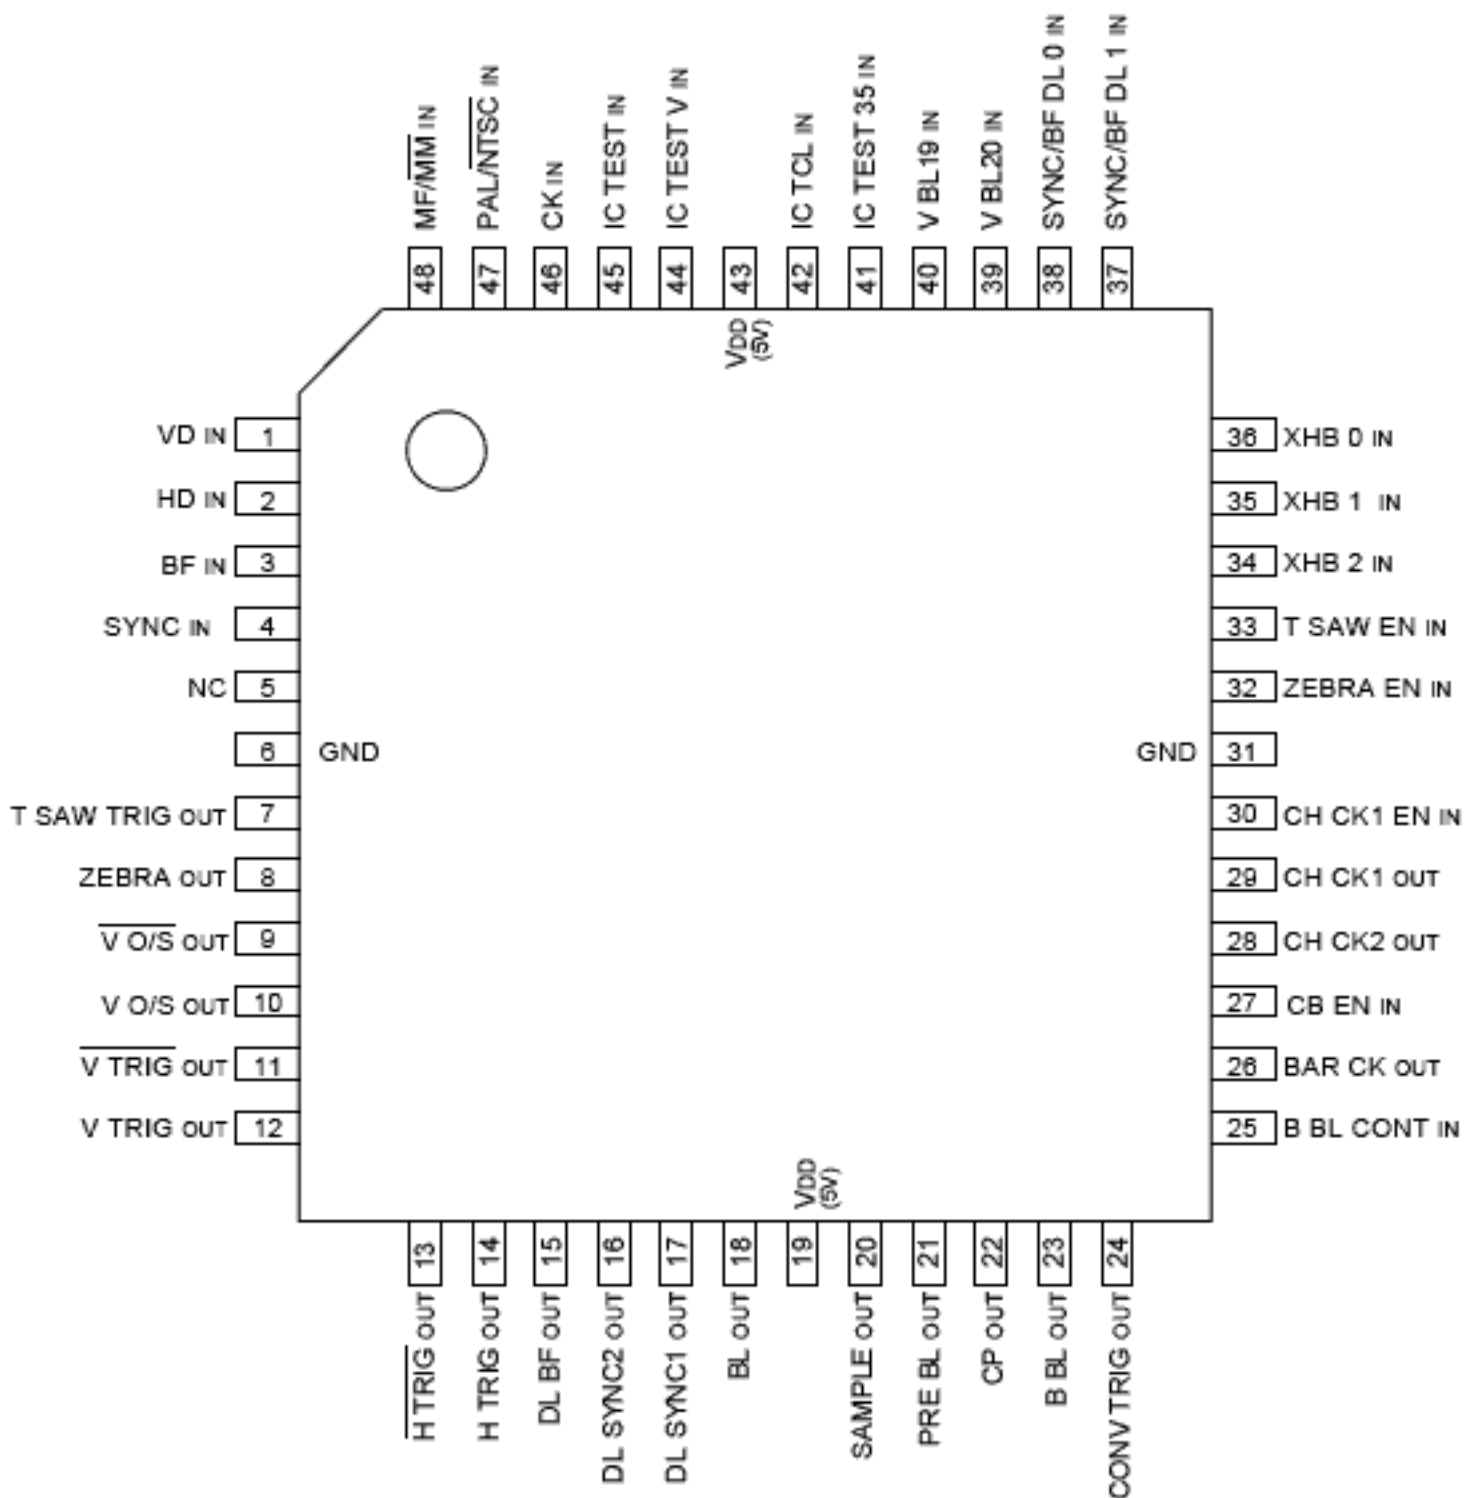 48 MF/MM IN
47 PAL/NTSC IN
46 CK IN
45 IC TEST IN
44 IC TEST V IN
43 VDD (5V)
42 IC TCL IN
41 IC TEST 35 IN
40 V BL19 IN
39 V BL20 IN
38 SYNC/BF DL 0 IN
37 SYNC/BF DL 1 IN
VD IN 1
HD IN 2
BF IN 3
SYNC IN 4
NC 5
6 GND
T SAW TRIG OUT 7
ZEBRA OUT 8
V O/S OUT 9
V O/S OUT 10
V TRIG OUT 11
V TRIG OUT 12
36 XHB 0 IN
35 XHB 1 IN
34 XHB 2 IN
33 T SAW EN IN
32 ZEBRA EN IN
GND 31
30 CH CK1 EN IN
29 CH CK1 OUT
28 CH CK2 OUT
27 CB EN IN
26 BAR CK OUT
25 B BL CONT IN
H TRIG OUT 13
H TRIG OUT 14
DL BF OUT 15
DL SYNC2 OUT 16
DL SYNC1 OUT 17
BL OUT 18
VDD (5V) 19
SAMPLE OUT 20
PRE BL OUT 21
CP OUT 22
B BL OUT 23
CONV TRIG OUT 24